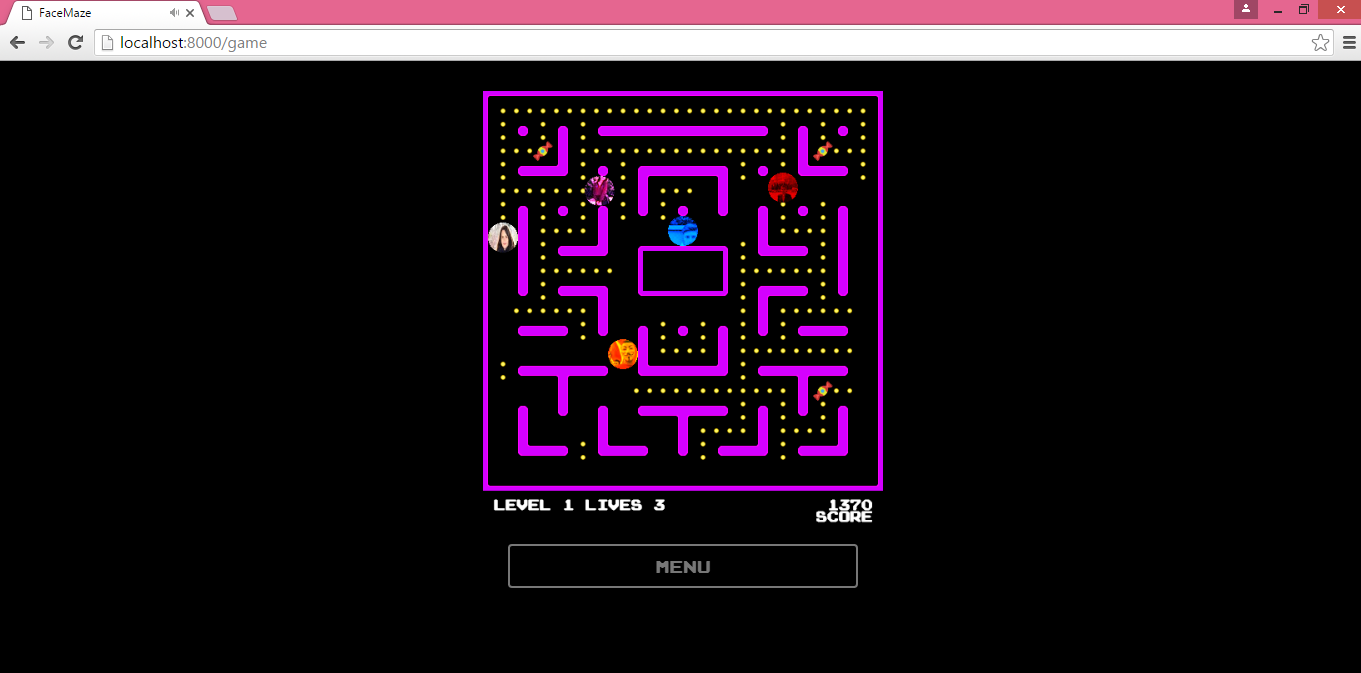 FaceMaze
localhost:8000/game
LEVEL 1 LIVES 3
1370
SCORE
MENU